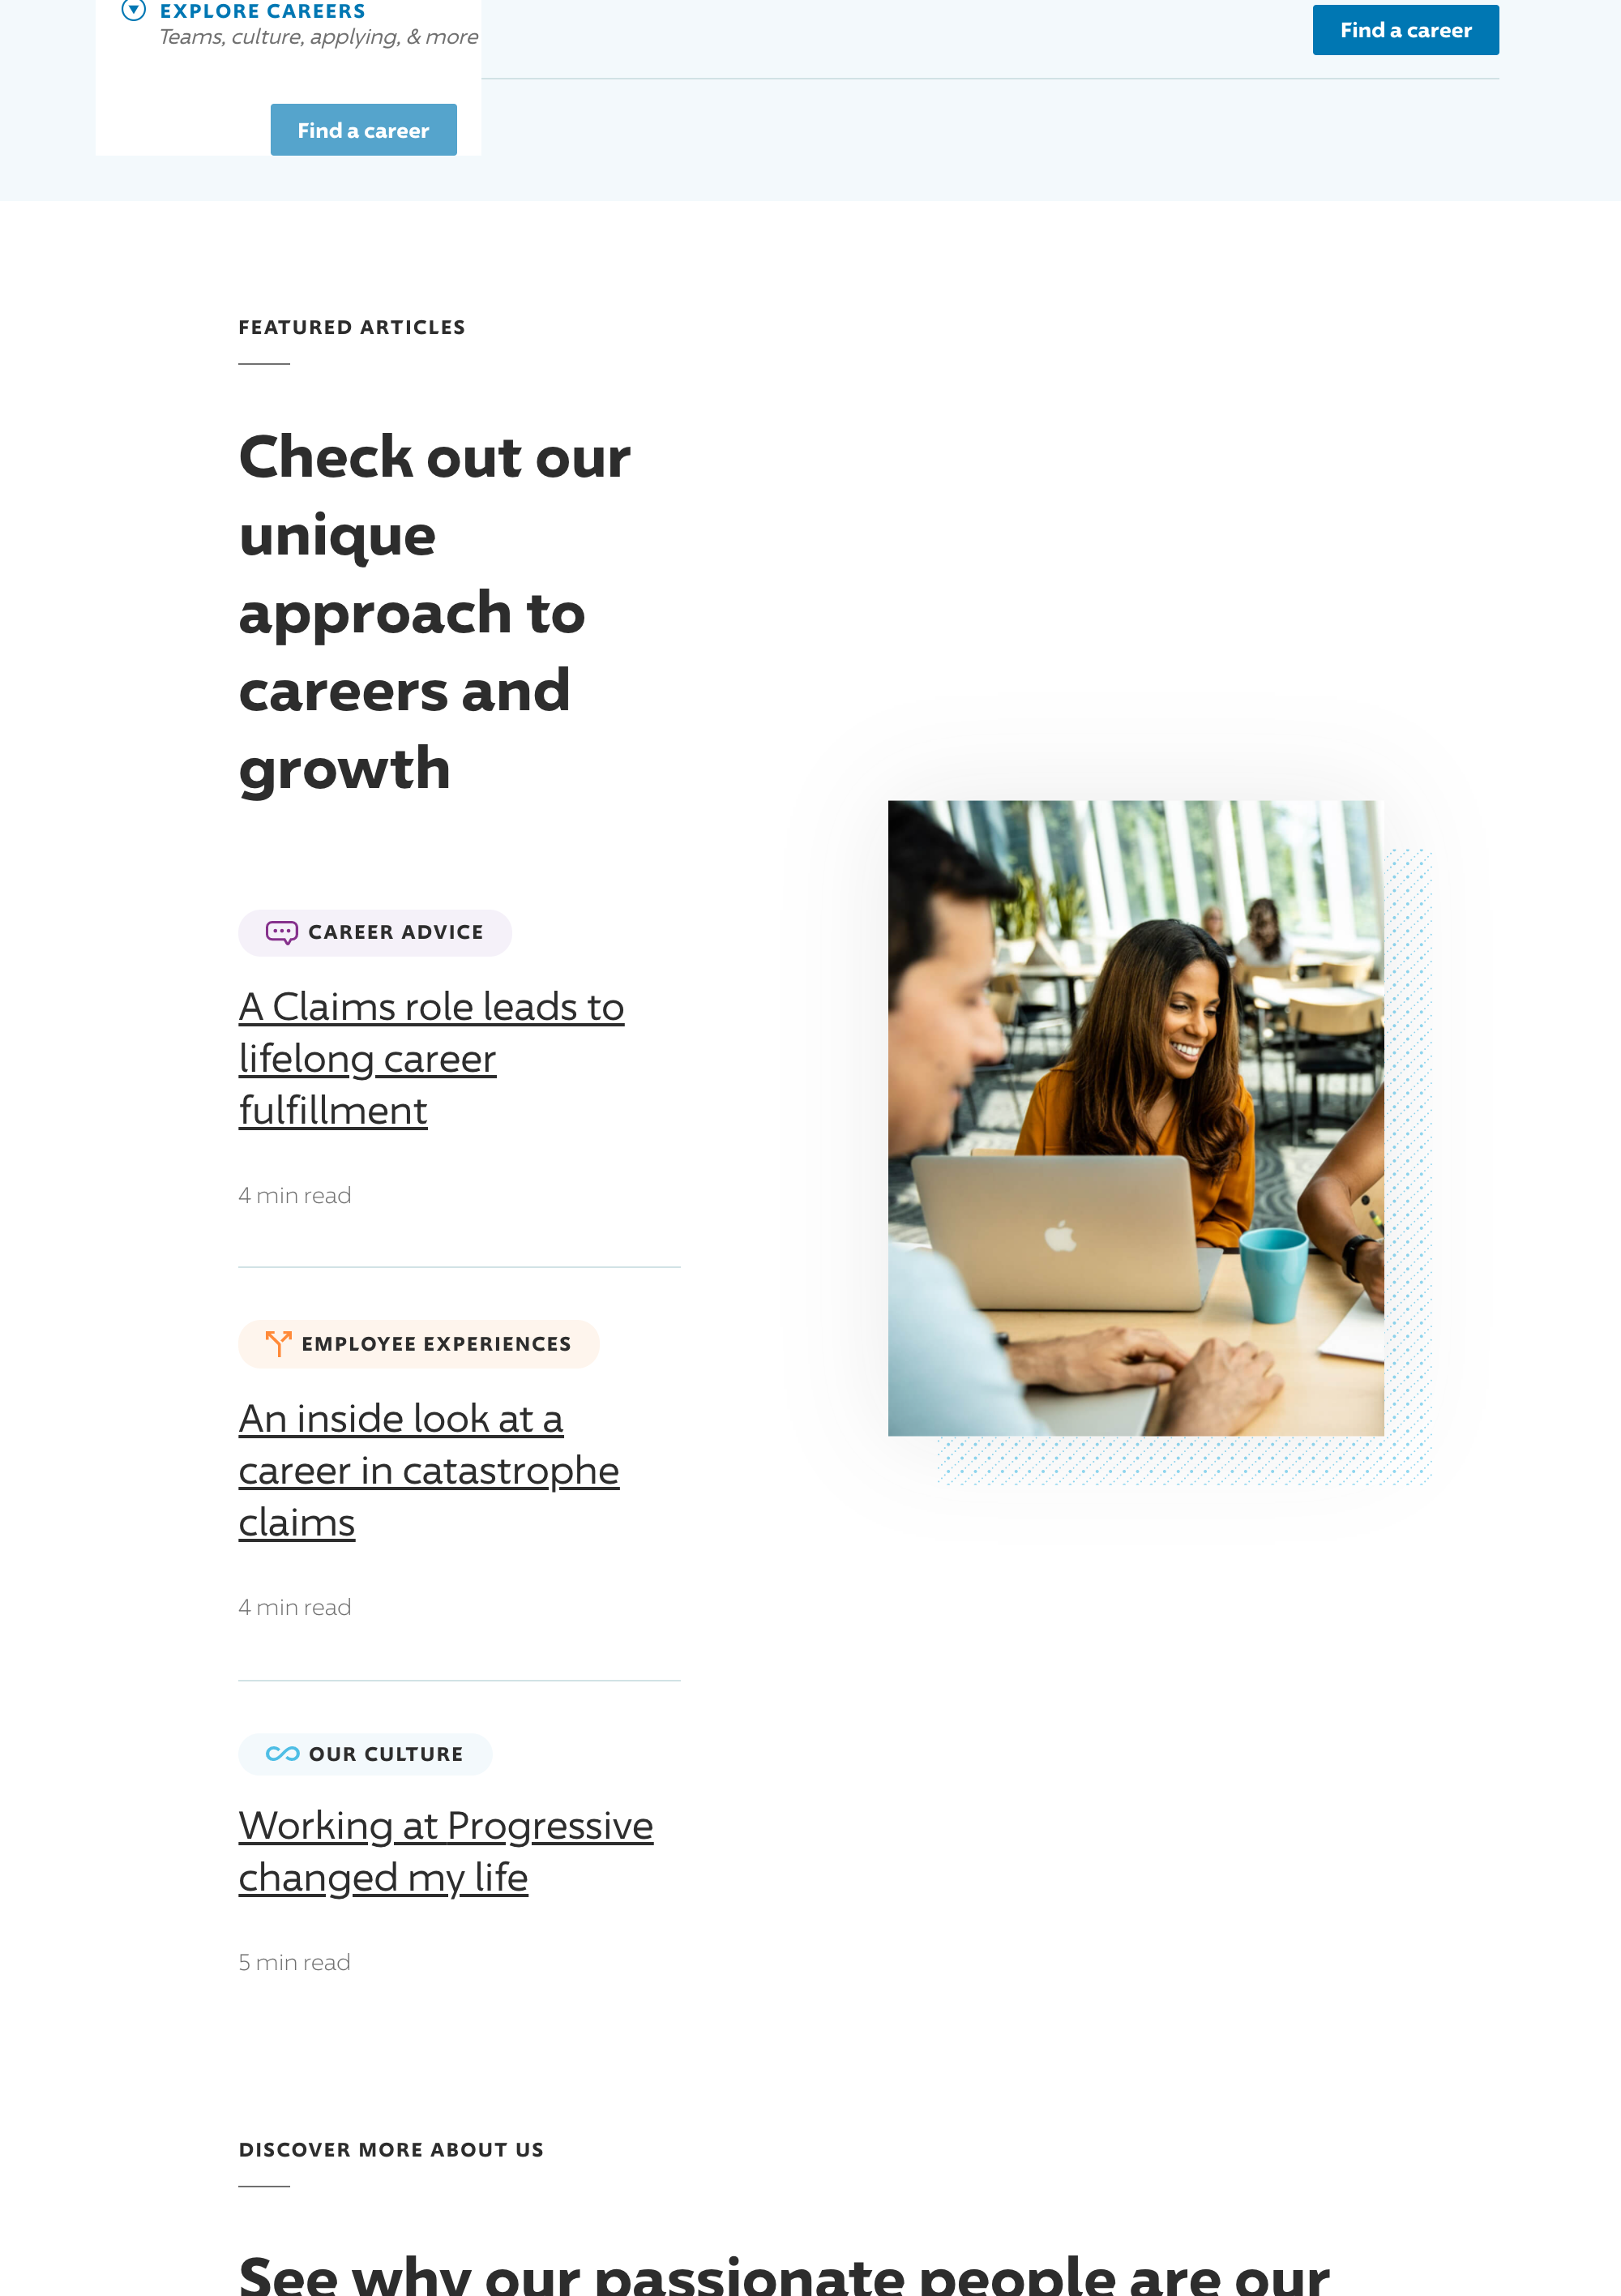 EXPLORE CAREERS
Teams, culture, applying, & more
Find a career
Find a career
FEATURED ARTICLES
Check out our
unique
approach to
careers and
growth
CAREER ADVICE
A Claims role leads to
lifelong career
fulfillment
4 min read
EMPLOYEE EXPERIENCES
An inside look at a
career in catastrophe
claims
4 min read
OUR CULTURE
Working at Progressive
changed my life
5 min read
DISCOVER MORE ABOUT US
See why our passionate people are our